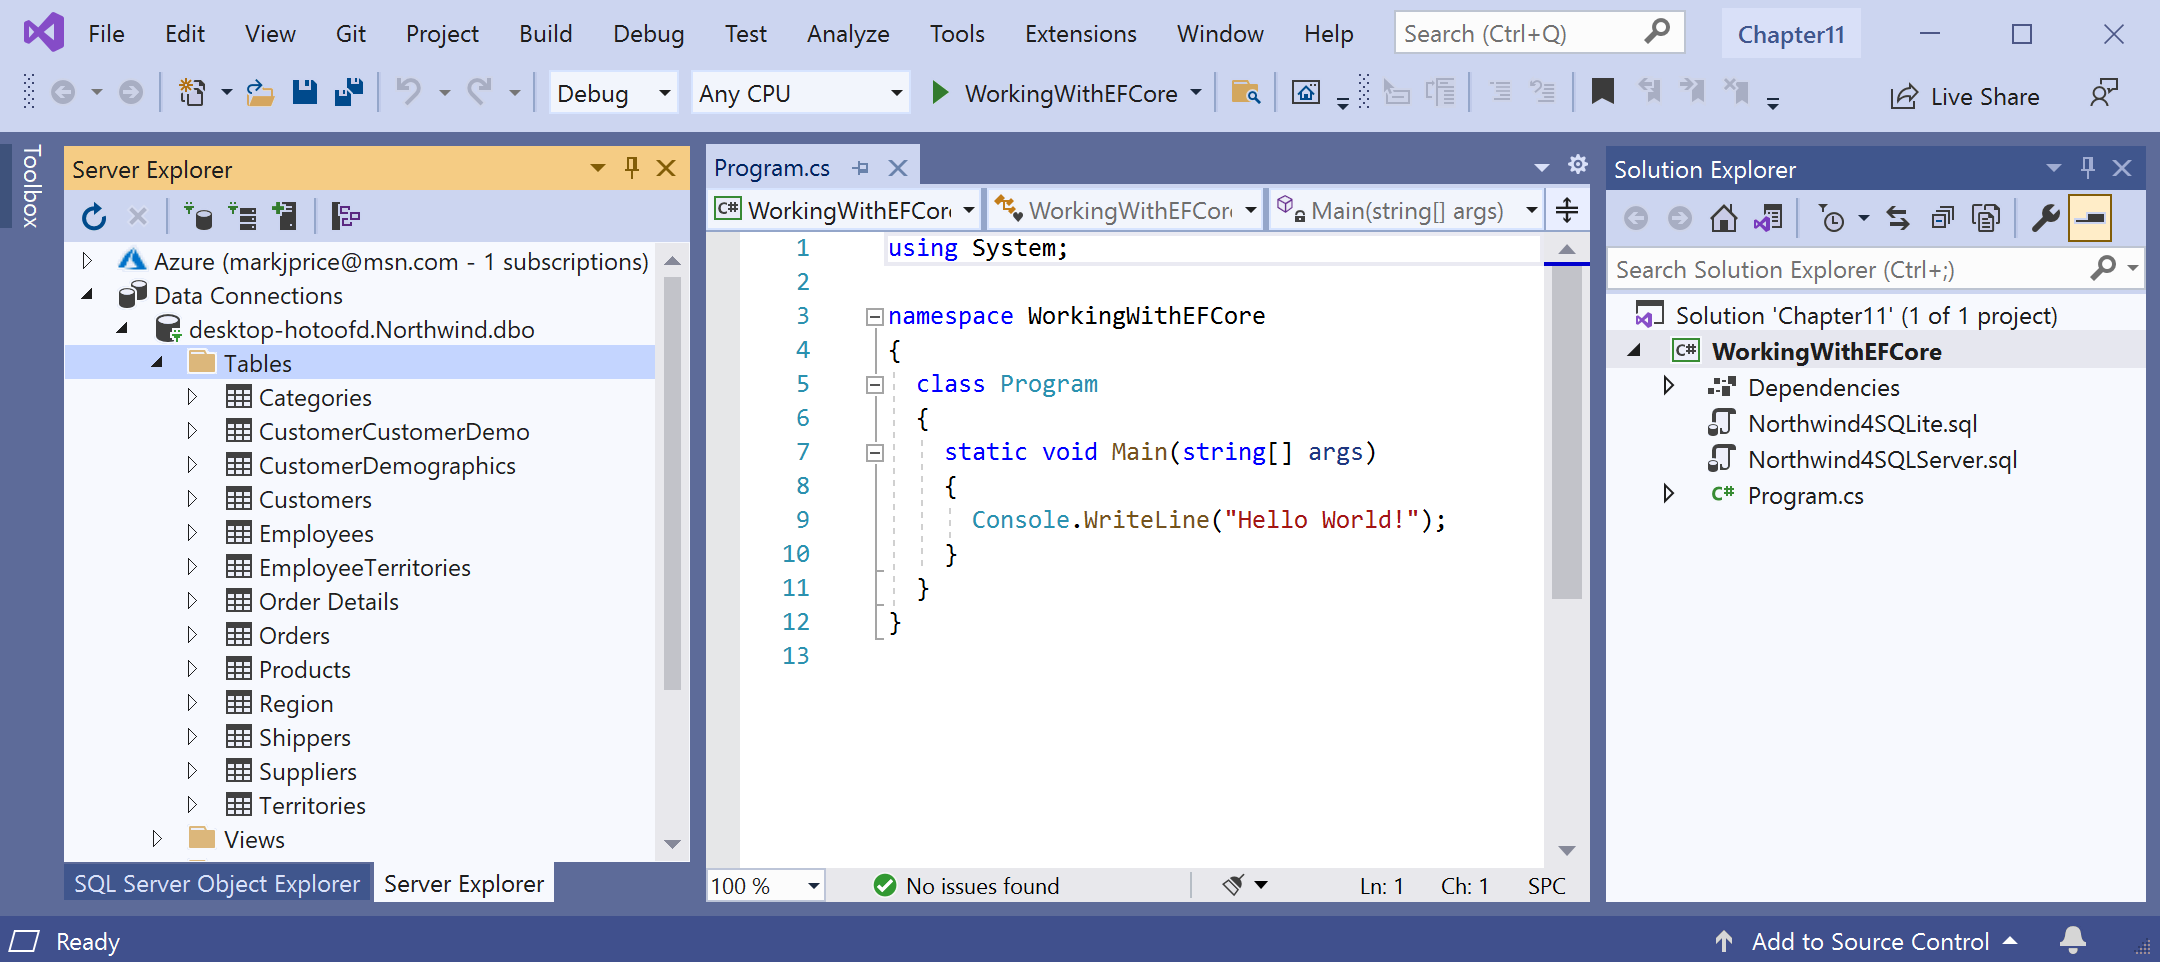 File Edit View Git Project Build Debug Test Analyze Tools Extensions Window Help Search (Ctrl+Q) Chapter11
Debug Any CPU WorkingWithEFCore Live Share
Toolbox
Server Explorer
Azure (markjprice@msn.com - 1 subscriptions)
Data Connections
desktop-hotoofd.Northwind.dbo
Tables
Categories
CustomerCustomerDemo
CustomerDemographics
Customers
Employees
EmployeeTerritories
Order Details
Orders
Products
Region
Shippers
Suppliers
Territories
Views
SQL Server Object Explorer Server Explorer
Program.cs
C# WorkingWithEFCor WorkingWithEFCor Main(string[] args)
1 using System;
2
3 namespace WorkingWithEFCore
4 {
5 class Program
6 {
7 static void Main(string[] args)
8 {
9 Console.WriteLine("Hello World!");
10 }
11 }
12 }
13
100 % No issues found Ln: 1 Ch: 1 SPC
Solution Explorer
Search Solution Explorer (Ctrl+;)
Solution 'Chapter11' (1 of 1 project)
C# WorkingWithEFCore
Dependencies
Northwind4SQLite.sql
Northwind4SQLServer.sql
C# Program.cs
Ready Add to Source Control